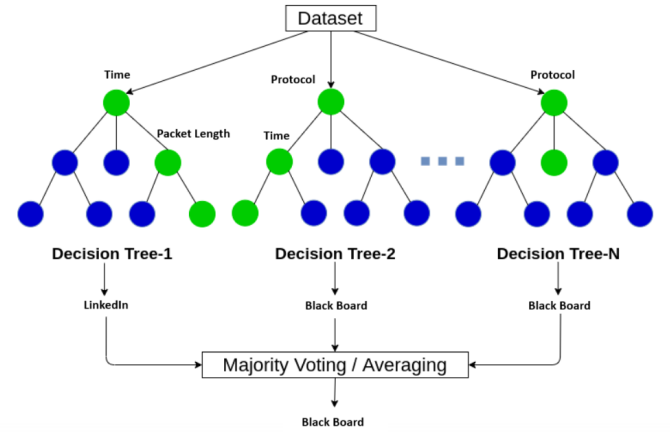 Dataset
Time
Protocol
Protocol
Packet Length
Time
Decision Tree-1
Decision Tree-2
Decision Tree-N
LinkedIn
Black Board
Black Board
Majority Voting / Averaging
Black Board